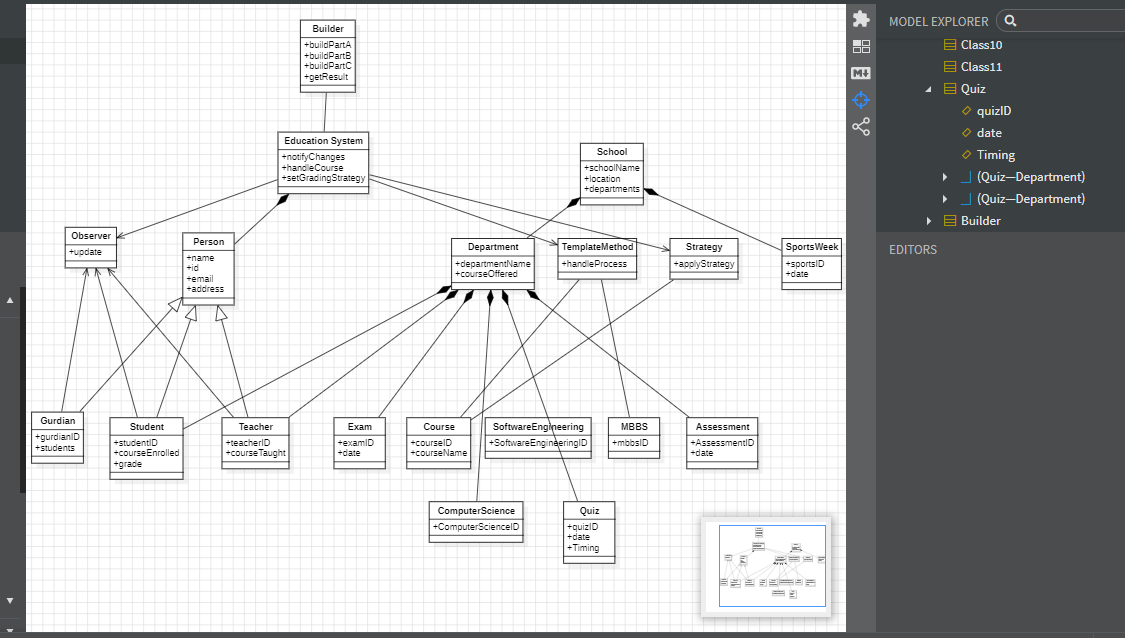 MODEL EXPLORER
Class10
Class11
Quiz
quizID
date
Timing
(Quiz—Department)
(Quiz—Department)
Builder
EDITORS
Builder
+buildPartA
+buildPartB
+buildPartC
+getResult
Education System
+notifyChanges
+handleCourse
+setGradingStrategy
School
+schoolName
+location
+departments
Observer
+update
Person
+name
+id
+email
+address
Department
+departmentName
+courseOffered
TemplateMethod
+handleProcess
Strategy
+applyStrategy
SportsWeek
+sportsID
+date
Gurdian
+gurdianID
+students
Student
+studentID
+courseEnrolled
+grade
Teacher
+teacherID
+courseTaught
Exam
+examID
+date
Course
+courseID
+courseName
SoftwareEngineering
+SoftwareEngineeringID
MBBS
+mbbsID
Assessment
+AssessmentID
+date
ComputerScience
+ComputerScienceID
Quiz
+quizID
+date
+Timing